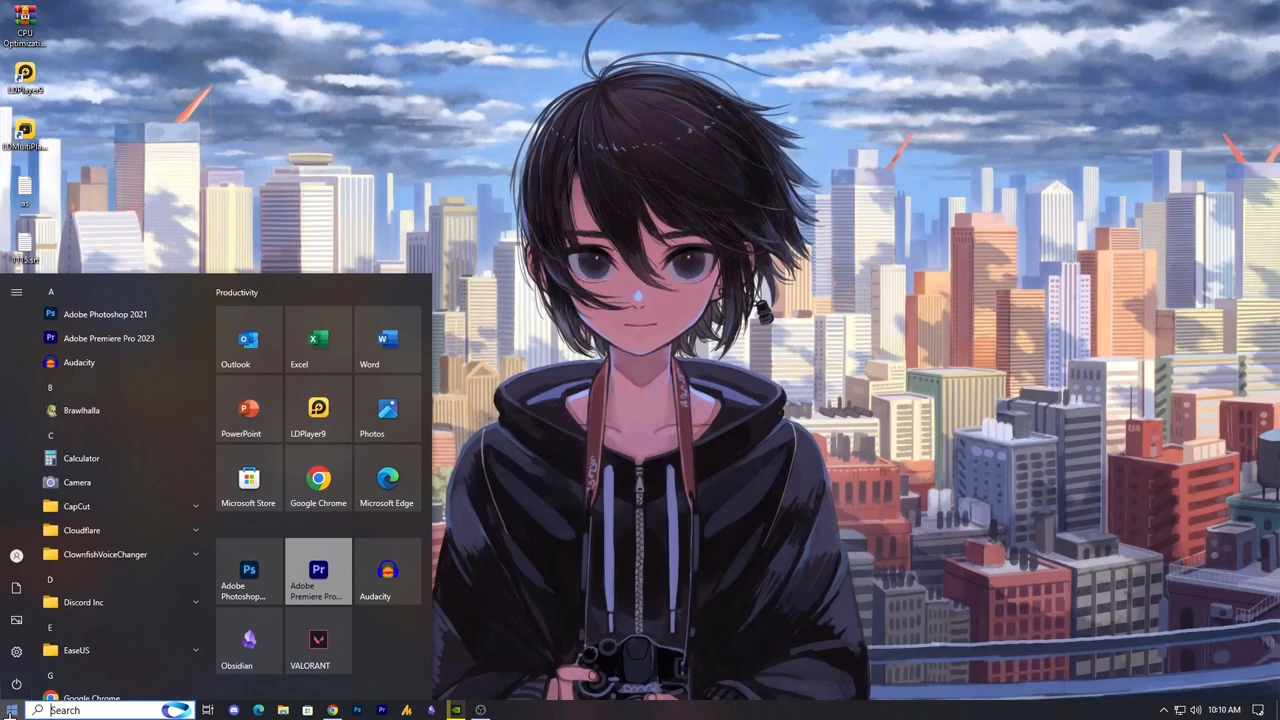 CPU
Optimizati...
LDPlayer9
LDMultiPla...
as
A
Adobe Photoshop 2021
Adobe Premiere Pro 2023
Audacity
B
Brawlhalla
C
Calculator
Camera
CapCut
Cloudflare
ClownfishVoiceChanger
D
Discord Inc
E
EaseUS
G
Google Chrome
Productivity
Outlook
Excel
Word
PowerPoint
LDPlayer9
Photos
Microsoft Store
Google Chrome
Microsoft Edge
Adobe
Photoshop...
Adobe
Premiere Pro...
Audacity
Obsidian
VALORANT
Search
10:10 AM